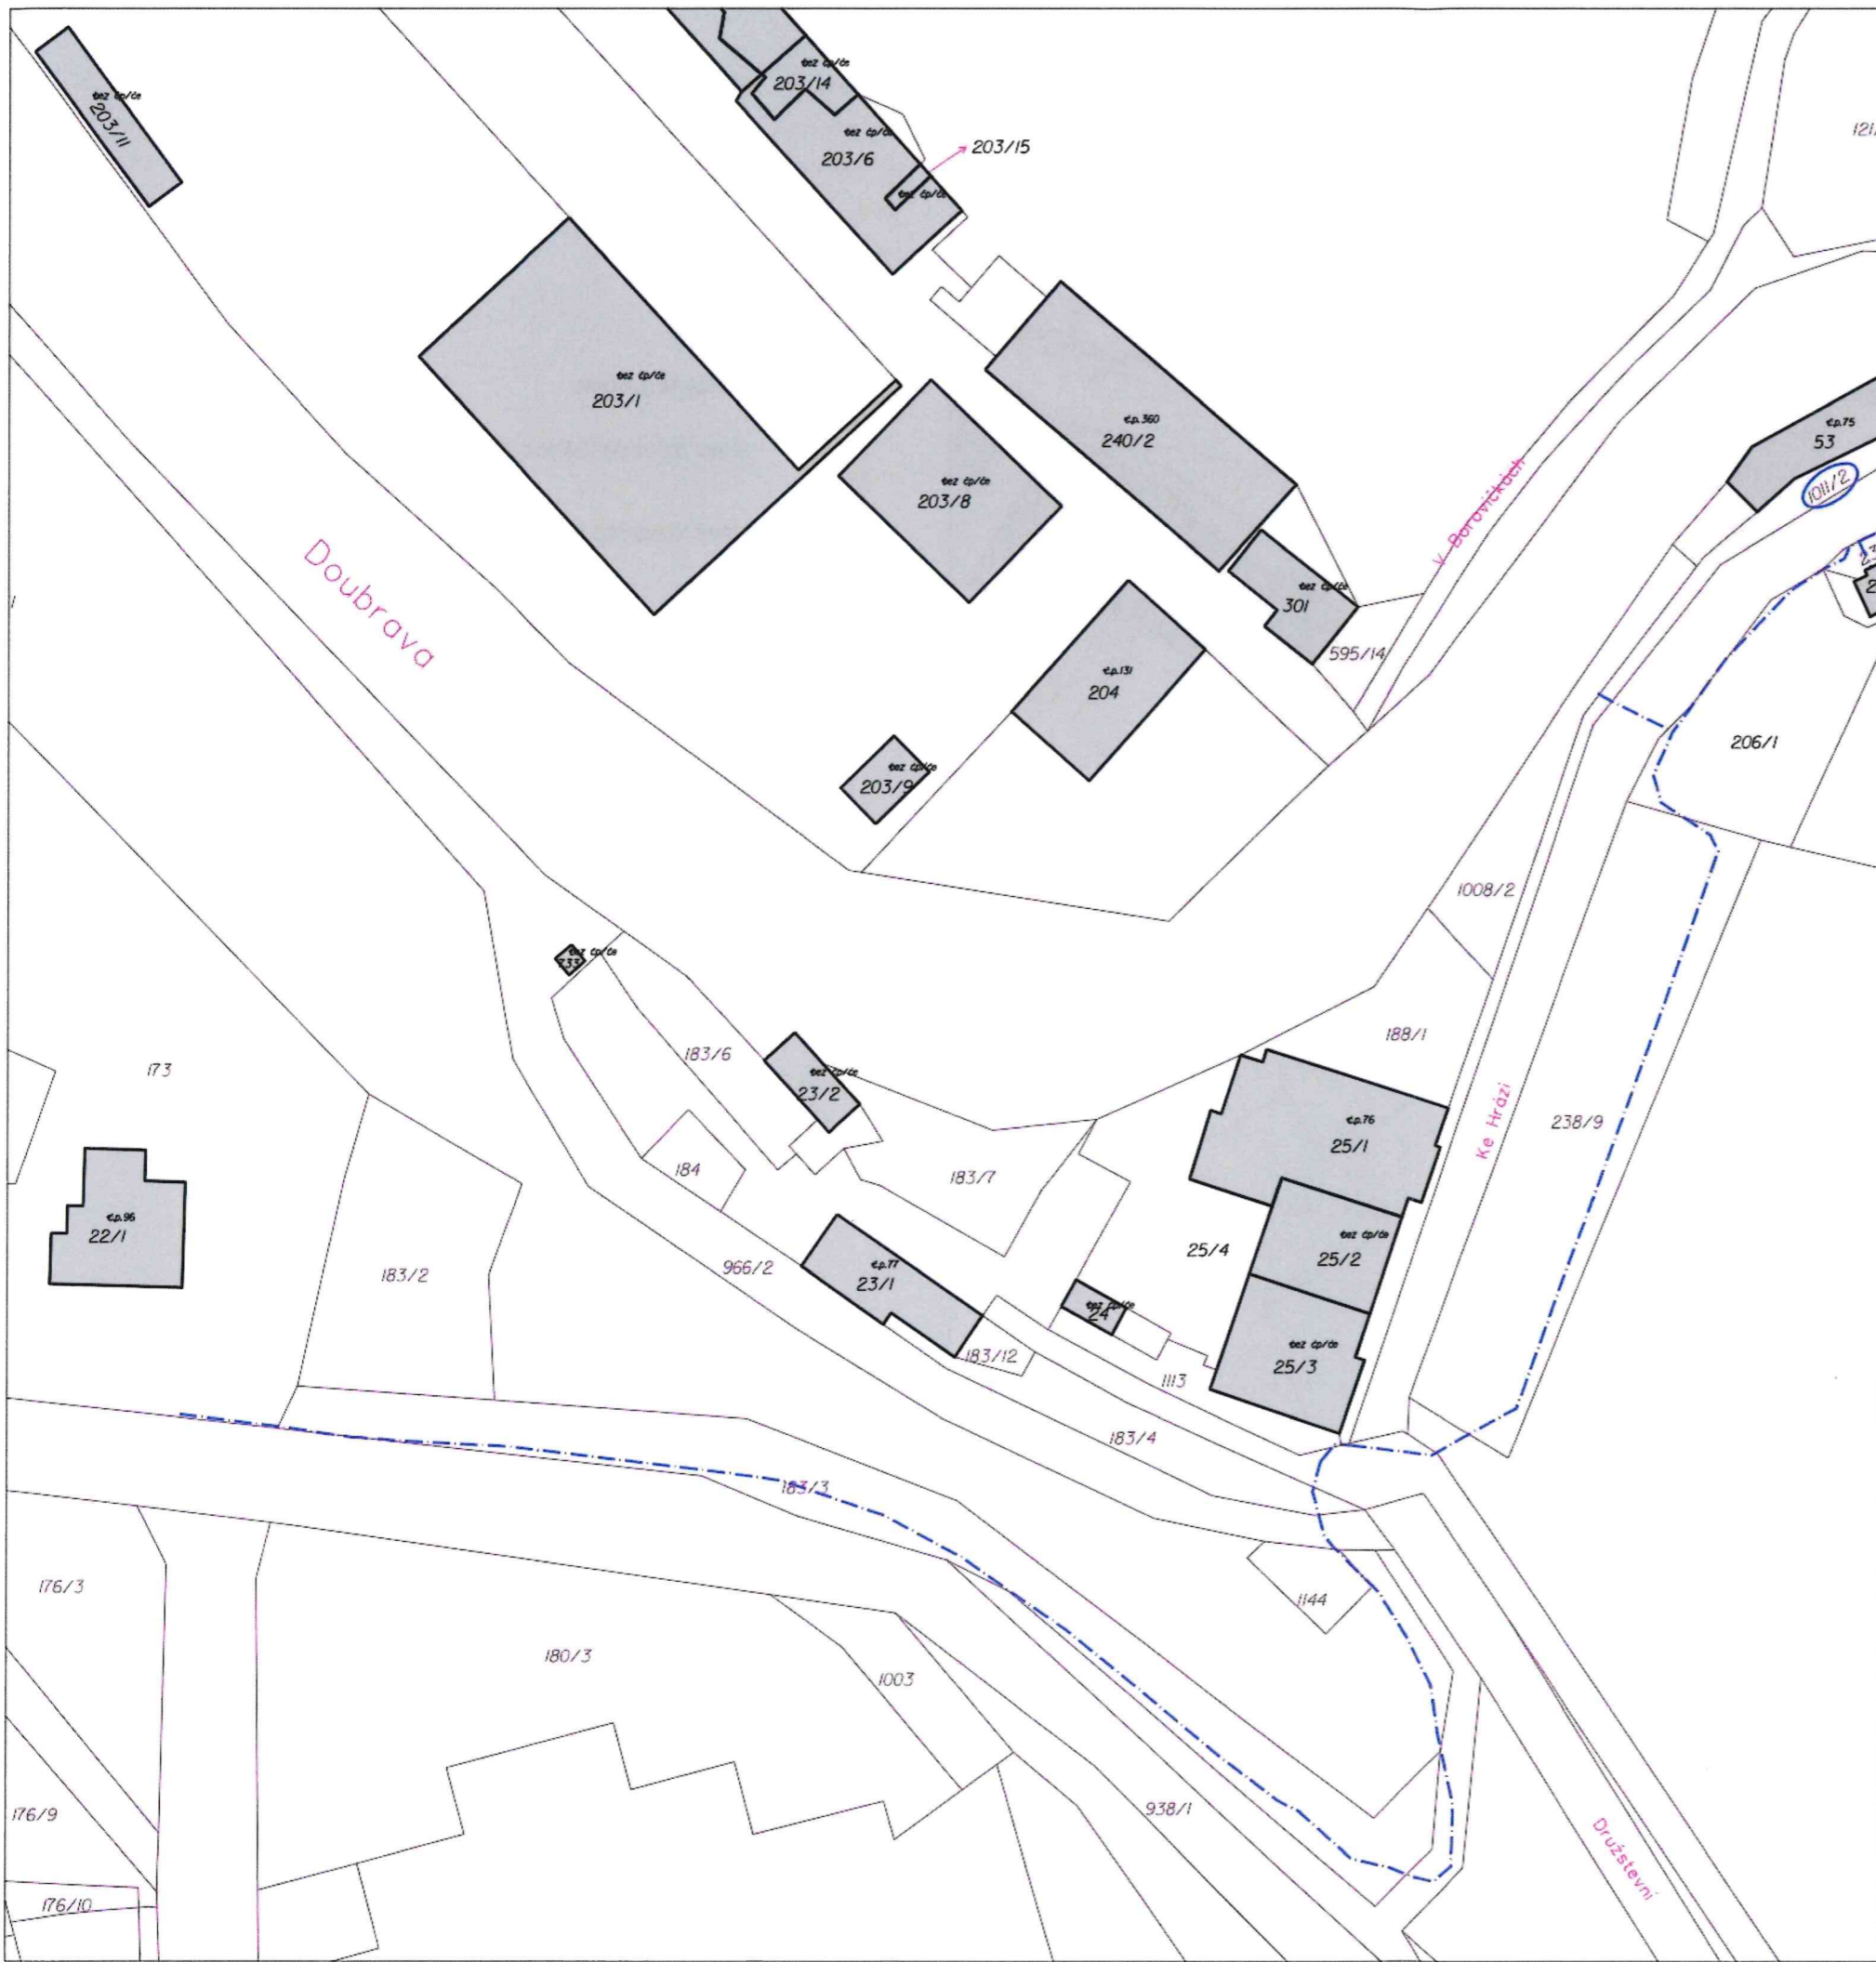 bez čp/če
203/11
bez čp/če
203/14
bez čp/če
203/6
203/15
bez čp/če
bez čp/če
203/1
bez čp/če
203/8
č.p.360
240/2
č.p.75
53
1011/2
V Borovičkách
bez čp/če
301
595/14
Doubrava
č.p.131
204
bez čp/če
203/9
206/1
1008/2
bez čp/če
233
188/1
183/6
bez čp/če
23/2
173
č.p.76
25/1
Ke Hrázi
238/9
184
183/7
č.p.96
22/1
183/2
966/2
č.p.77
23/1
25/4
bez čp/če
25/2
bez čp/če
24
183/12
1113
bez čp/če
25/3
183/4
183/3
176/3
1144
180/3
1003
938/1
176/9
176/10
Družstevní